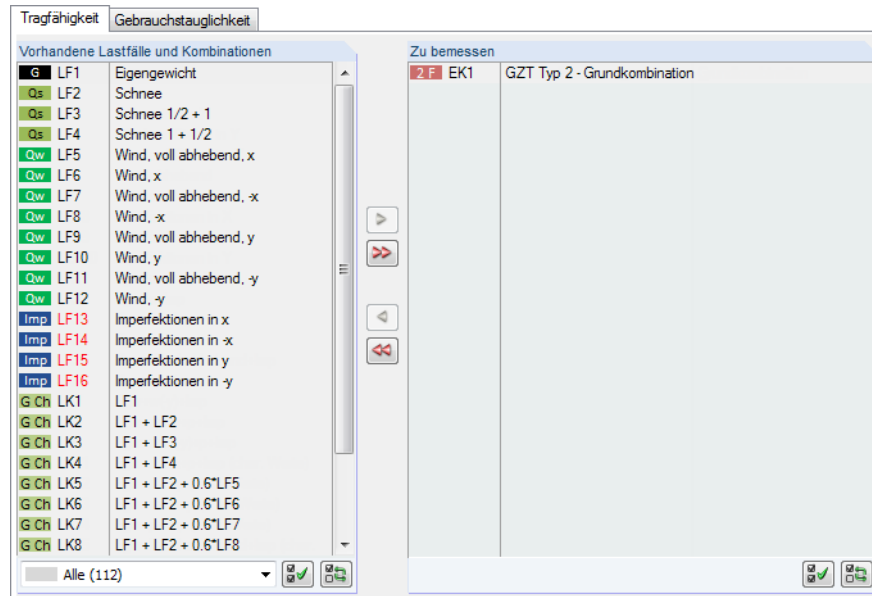 Tragfähigkeit Gebrauchstauglichkeit
Vorhandene Lastfälle und Kombinationen
G LF1 Eigengewicht
Qs LF2 Schnee
Qs LF3 Schnee 1/2 + 1
Qs LF4 Schnee 1 + 1/2
Qw LF5 Wind, voll abhebend, x
Qw LF6 Wind, x
Qw LF7 Wind, voll abhebend, -x
Qw LF8 Wind, -x
Qw LF9 Wind, voll abhebend, y
Qw LF10 Wind, y
Qw LF11 Wind, voll abhebend, -y
Qw LF12 Wind, -y
Imp LF13 Imperfektionen in x
Imp LF14 Imperfektionen in -x
Imp LF15 Imperfektionen in y
Imp LF16 Imperfektionen in -y
G Ch LK1 LF1
G Ch LK2 LF1 + LF2
G Ch LK3 LF1 + LF3
G Ch LK4 LF1 + LF4
G Ch LK5 LF1 + LF2 + 0.6*LF5
G Ch LK6 LF1 + LF2 + 0.6*LF6
G Ch LK7 LF1 + LF2 + 0.6*LF7
G Ch LK8 LF1 + LF2 + 0.6*LF8
Alle (112)
Zu bemessen
2 F EK1 GZT Typ 2 - Grundkombination